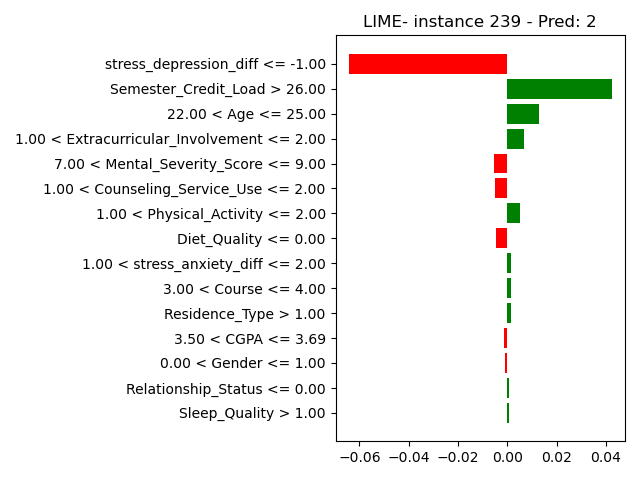 LIME- instance 239 - Pred: 2
stress_depression_diff <= -1.00
Semester_Credit_Load > 26.00
22.00 < Age <= 25.00
1.00 < Extracurricular_Involvement <= 2.00
7.00 < Mental_Severity_Score <= 9.00
1.00 < Counseling_Service_Use <= 2.00
1.00 < Physical_Activity <= 2.00
Diet_Quality <= 0.00
1.00 < stress_anxiety_diff <= 2.00
3.00 < Course <= 4.00
Residence_Type > 1.00
3.50 < CGPA <= 3.69
0.00 < Gender <= 1.00
Relationship_Status <= 0.00
Sleep_Quality > 1.00
−0.06 −0.04 −0.02 0.00 0.02 0.04